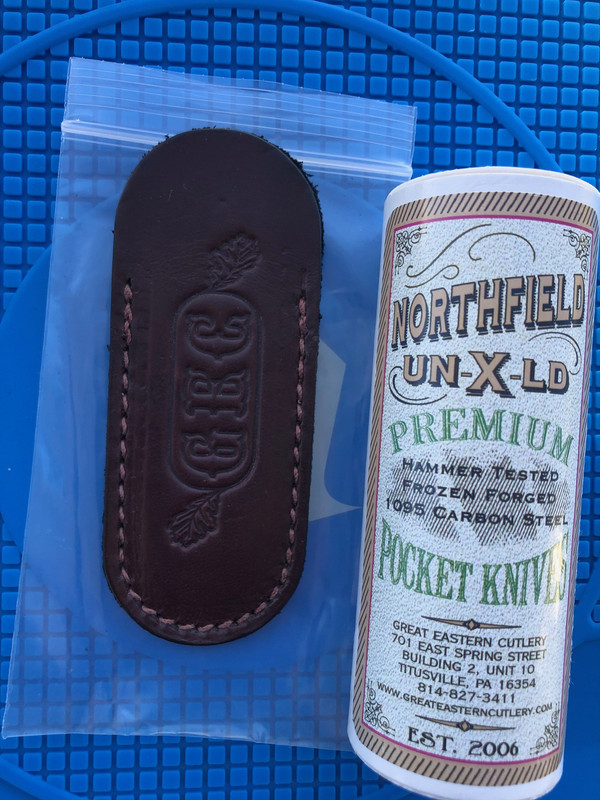 GEC
NORTHFIELD
UN-X-LD
PREMIUM
HAMMER TESTED
FROZEN FORGED
1095 CARBON STEEL
POCKET KNIVES
GREAT EASTERN CUTLERY
701 EAST SPRING STREET
BUILDING 2, UNIT 10
TITUSVILLE, PA 16354
814-827-3411
WWW.GREATEASTERNCUTLERY.COM
EST. 2006